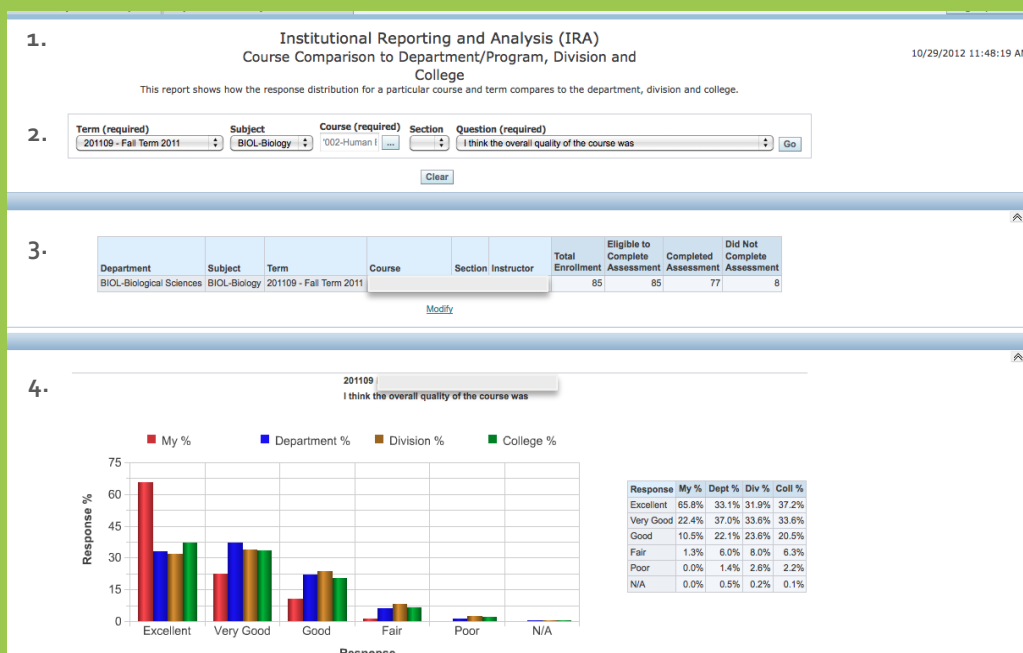 1.
Institutional Reporting and Analysis (IRA)
Course Comparison to Department/Program, Division and
College
10/29/2012 11:48:19 AM
This report shows how the response distribution for a particular course and term compares to the department, division and college.
2.
Term (required) Subject Course (required) Section Question (required)
201109 - Fall Term 2011 BIOL-Biology '002-Human ... I think the overall quality of the course was Go
Clear
3.
Department Subject Term Course Section Instructor Total Enrollment Eligible to Complete Assessment Completed Assessment Did Not Complete Assessment
BIOL-Biological Sciences BIOL-Biology 201109 - Fall Term 2011 85 85 77 8
Modify
4.
201109
I think the overall quality of the course was
My % Department % Division % College %
75
60
45
30
15
0
Response %
Excellent Very Good Good Fair Poor N/A
Response
Response My % Dept % Div % Coll %
Excellent 65.8% 33.1% 31.9% 37.2%
Very Good 22.4% 37.0% 33.6% 33.6%
Good 10.5% 22.1% 23.6% 20.5%
Fair 1.3% 6.0% 8.0% 6.3%
Poor 0.0% 1.4% 2.6% 2.2%
N/A 0.0% 0.5% 0.2% 0.1%